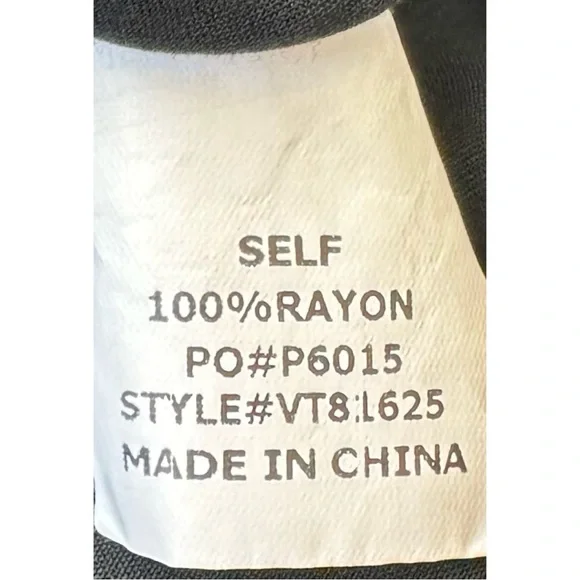 SELF
100%RAYON
PO#P6015
STYLE#VT81625
MADE IN CHINA